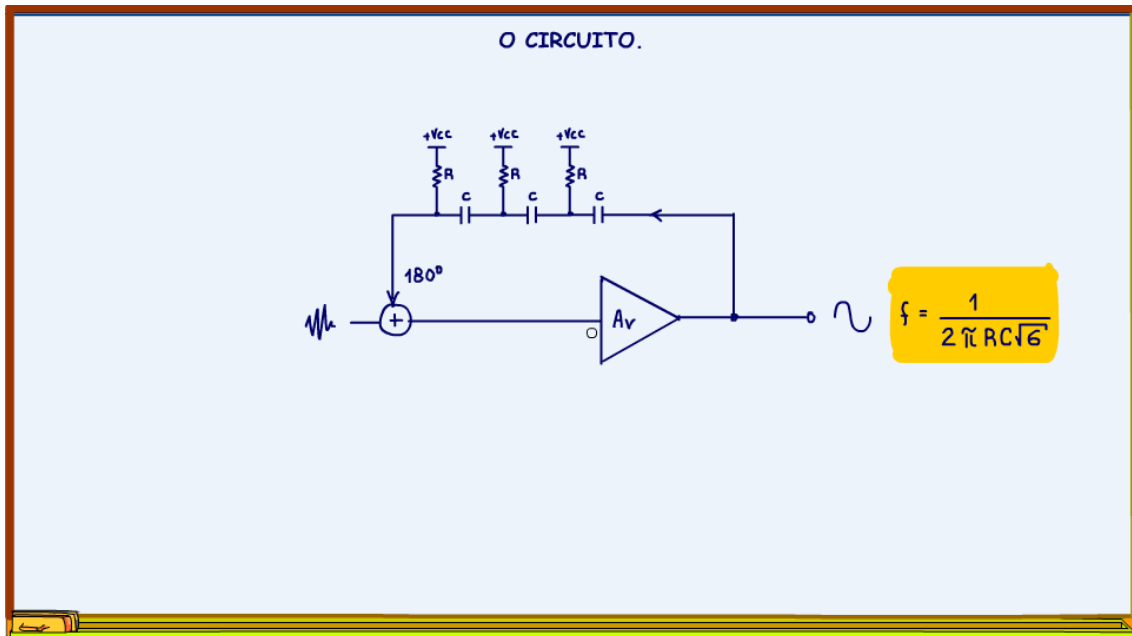 O CIRCUITO.
+Vcc +Vcc +Vcc
R R R
C C C
180°
+
Av
f = 1
2 π RC√6